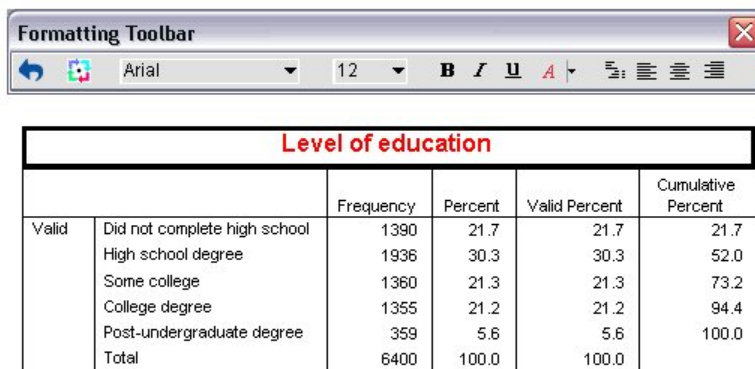 Formatting Toolbar
Arial 12 B I U A
Level of education
Frequency Percent Valid Percent Cumulative Percent
Valid Did not complete high school 1390 21.7 21.7 21.7
High school degree 1936 30.3 30.3 52.0
Some college 1360 21.3 21.3 73.2
College degree 1355 21.2 21.2 94.4
Post-undergraduate degree 359 5.6 5.6 100.0
Total 6400 100.0 100.0